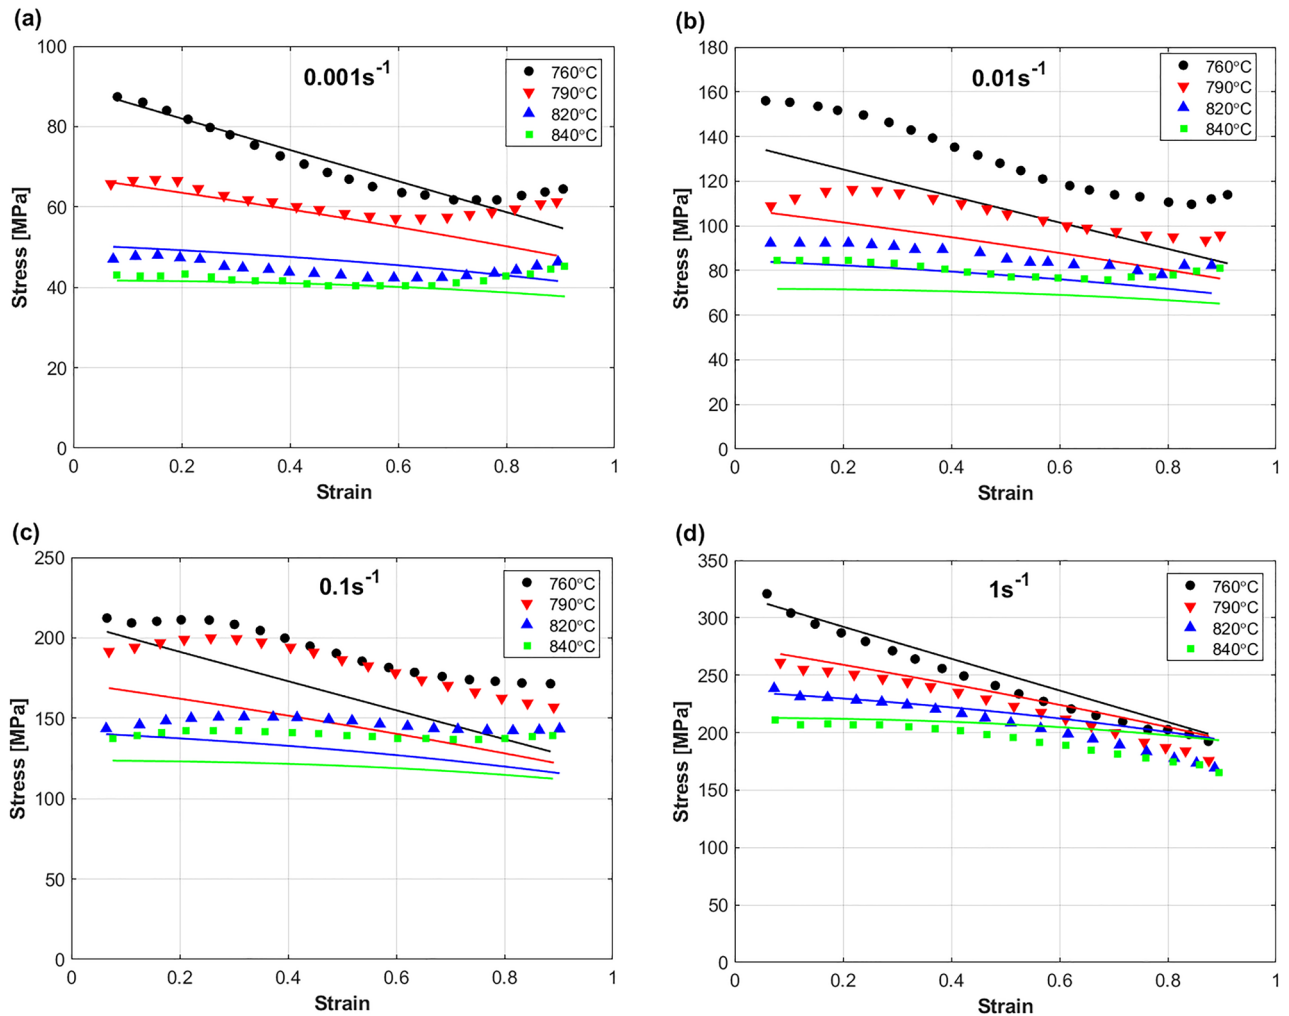 (a)
0.001s⁻¹
760°C
790°C
820°C
840°C
100
80
60
40
20
0
0
0.2
0.4
0.6
0.8
1
Stress [MPa]
Strain
(b)
0.01s⁻¹
760°C
790°C
820°C
840°C
180
160
140
120
100
80
60
40
20
0
0
0.2
0.4
0.6
0.8
1
Stress [MPa]
Strain
(c)
0.1s⁻¹
760°C
790°C
820°C
840°C
250
200
150
100
50
0
0
0.2
0.4
0.6
0.8
1
Stress [MPa]
Strain
(d)
1s⁻¹
760°C
790°C
820°C
840°C
350
300
250
200
150
100
50
0
0
0.2
0.4
0.6
0.8
1
Stress [MPa]
Strain